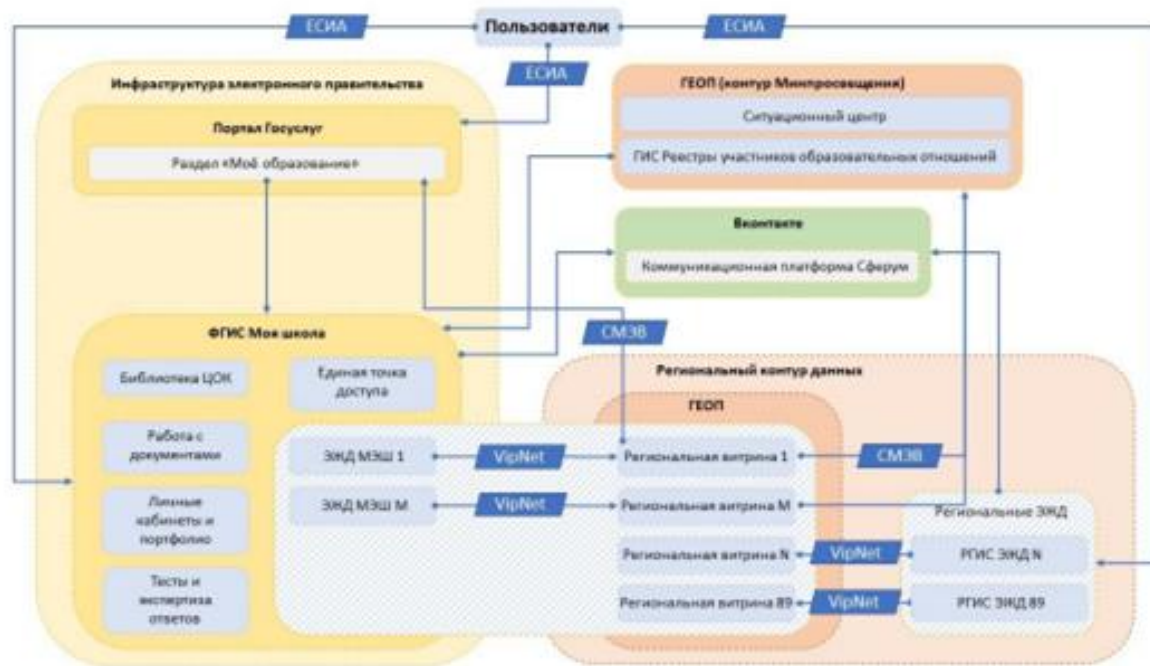 ЕСИА
Пользователи
ЕСИА
ЕСИА
Инфраструктура электронного правительства
Портал Госуслуг
Раздел «Моё образование»
ГЕОП (контур Минпросвещения)
Ситуационный центр
ГИС Реестры участников образовательных отношений
Вконтакте
Коммуникационная платформа Сферум
СМЭВ
ФГИС Моя школа
Библиотека ЦОК
Единая точка
доступа
Работа с
документами
Личные
кабинеты и
портфолио
Тесты и
экспертиза
ответов
Региональный контур данных
ГЕОП
ЭЖД МЭШ 1
VipNet
Региональная витрина 1
СМЭВ
ЭЖД МЭШ М
VipNet
Региональная витрина М
Региональные ЭЖД
Региональная витрина N
VipNet
РГИС ЭЖД N
Региональная витрина 89
VipNet
РГИС ЭЖД 89